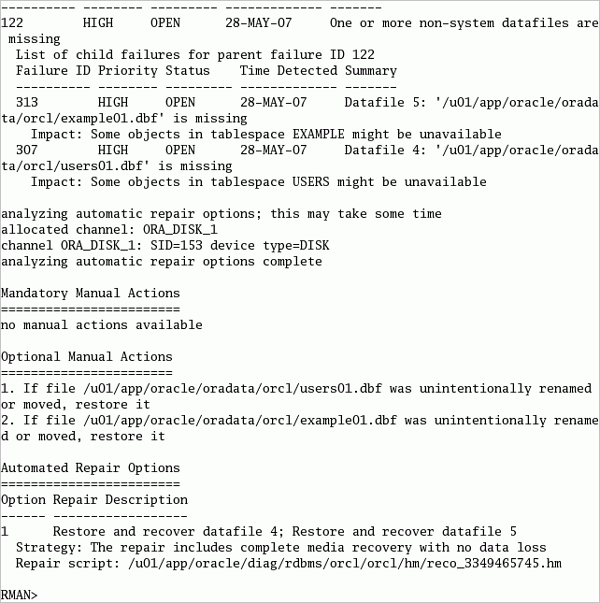 ---------- -------- --------- ------------- -------
122        HIGH     OPEN      28-MAY-07     One or more non-system datafiles are
 missing
  List of child failures for parent failure ID 122
  Failure ID Priority Status    Time Detected Summary
  ---------- -------- --------- ------------- -------
  313        HIGH     OPEN      28-MAY-07     Datafile 5: '/u01/app/oracle/orada
ta/orcl/example01.dbf' is missing
    Impact: Some objects in tablespace EXAMPLE might be unavailable
  307        HIGH     OPEN      28-MAY-07     Datafile 4: '/u01/app/oracle/orada
ta/orcl/users01.dbf' is missing
    Impact: Some objects in tablespace USERS might be unavailable

analyzing automatic repair options; this may take some time
allocated channel: ORA_DISK_1
channel ORA_DISK_1: SID=153 device type=DISK
analyzing automatic repair options complete

Mandatory Manual Actions
========================
no manual actions available

Optional Manual Actions
=======================
1. If file /u01/app/oracle/oradata/orcl/users01.dbf was unintentionally renamed
or moved, restore it
2. If file /u01/app/oracle/oradata/orcl/example01.dbf was unintentionally rename
d or moved, restore it

Automated Repair Options
========================
Option Repair Description
------ ------------------
1      Restore and recover datafile 4; Restore and recover datafile 5
  Strategy: The repair includes complete media recovery with no data loss
  Repair script: /u01/app/oracle/diag/rdbms/orcl/orcl/hm/reco_3349465745.hm

RMAN>